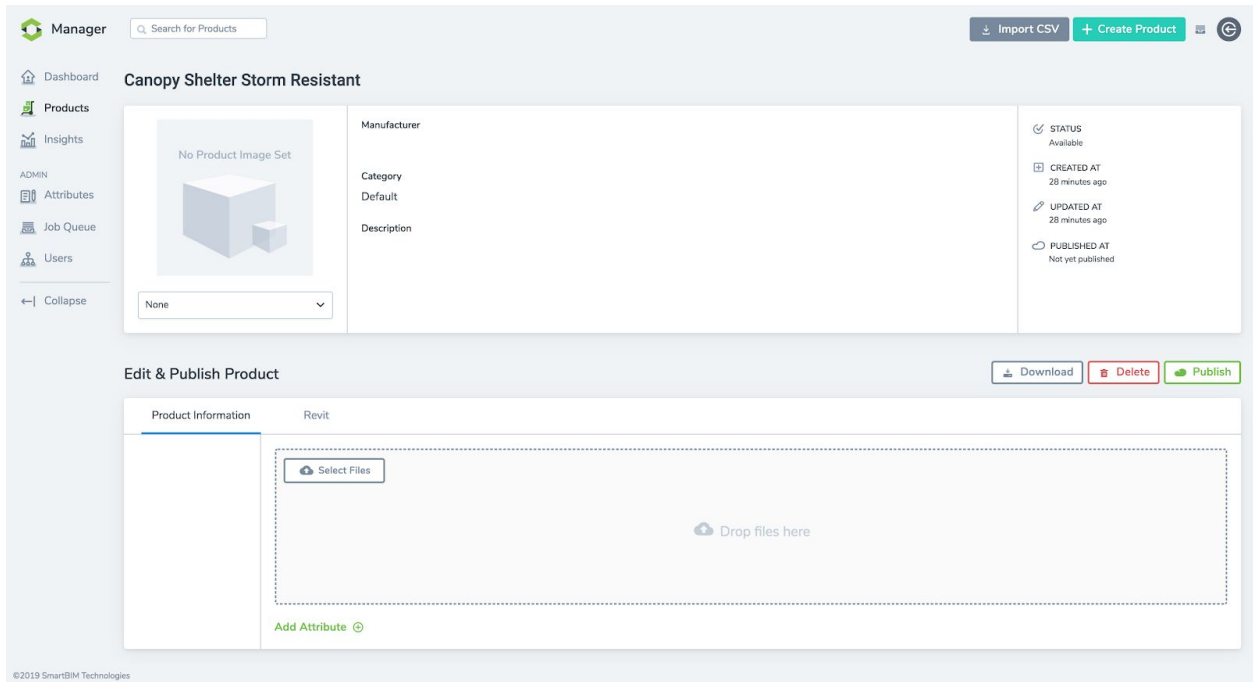 Manager
Search for Products
Import CSV
+ Create Product
Dashboard
Products
Insights
ADMIN
Attributes
Job Queue
Users
Collapse
Canopy Shelter Storm Resistant
No Product Image Set
None
Manufacturer
Category
Default
Description
STATUS
Available
CREATED AT
28 minutes ago
UPDATED AT
28 minutes ago
PUBLISHED AT
Not yet published
Edit & Publish Product
Download
Delete
Publish
Product Information
Revit
Select Files
Drop files here
Add Attribute
©2019 SmartBIM Technologies